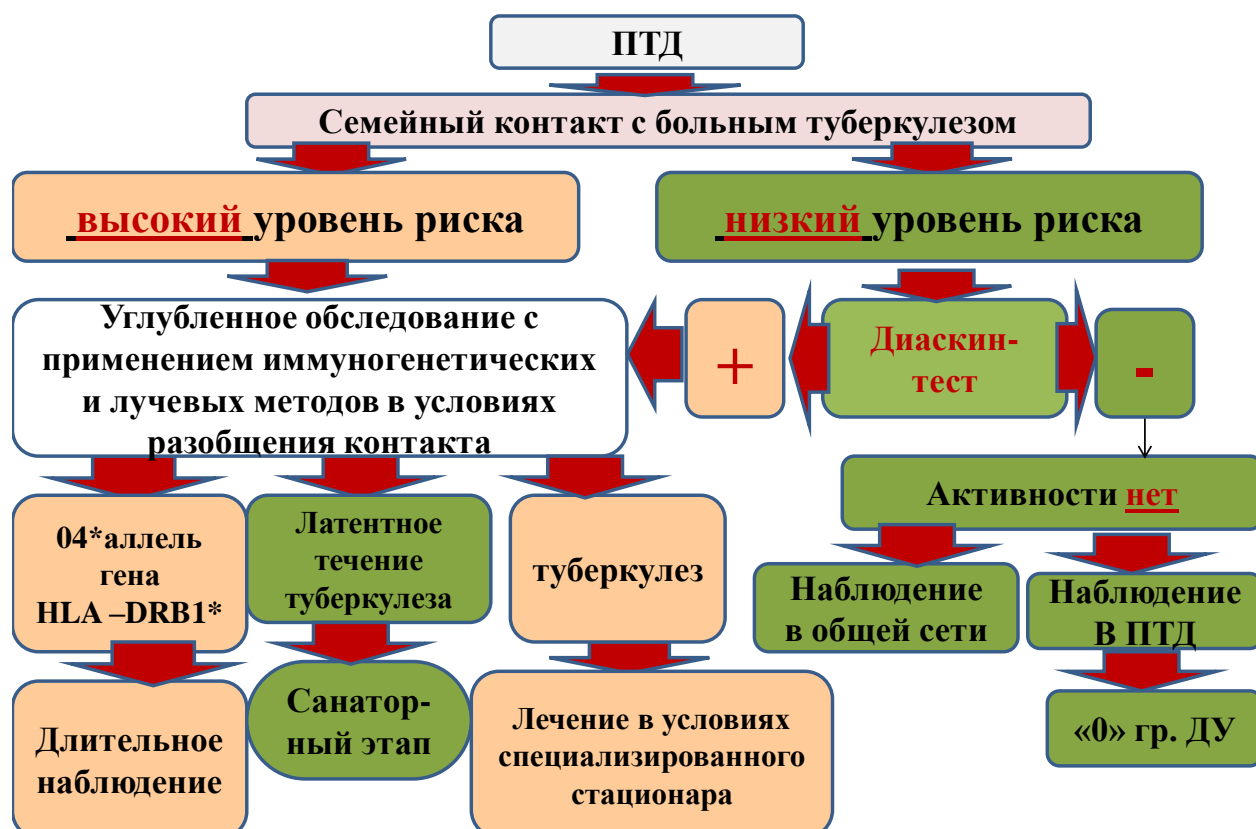 ПТД
Семейный контакт с больным туберкулезом
высокий уровень риска
низкий уровень риска
Углубленное обследование с
применением иммуногенетических
и лучевых методов в условиях
разобщения контакта
+
Диаскин-
тест
-
04*аллель
гена
HLA –DRB1*
Латентное
течение
туберкулеза
туберкулез
Активности нет
Наблюдение
в общей сети
Наблюдение
В ПТД
Длительное
наблюдение
Санатор-
ный этап
Лечение в условиях
специализированного
стационара
«0» гр. ДУ